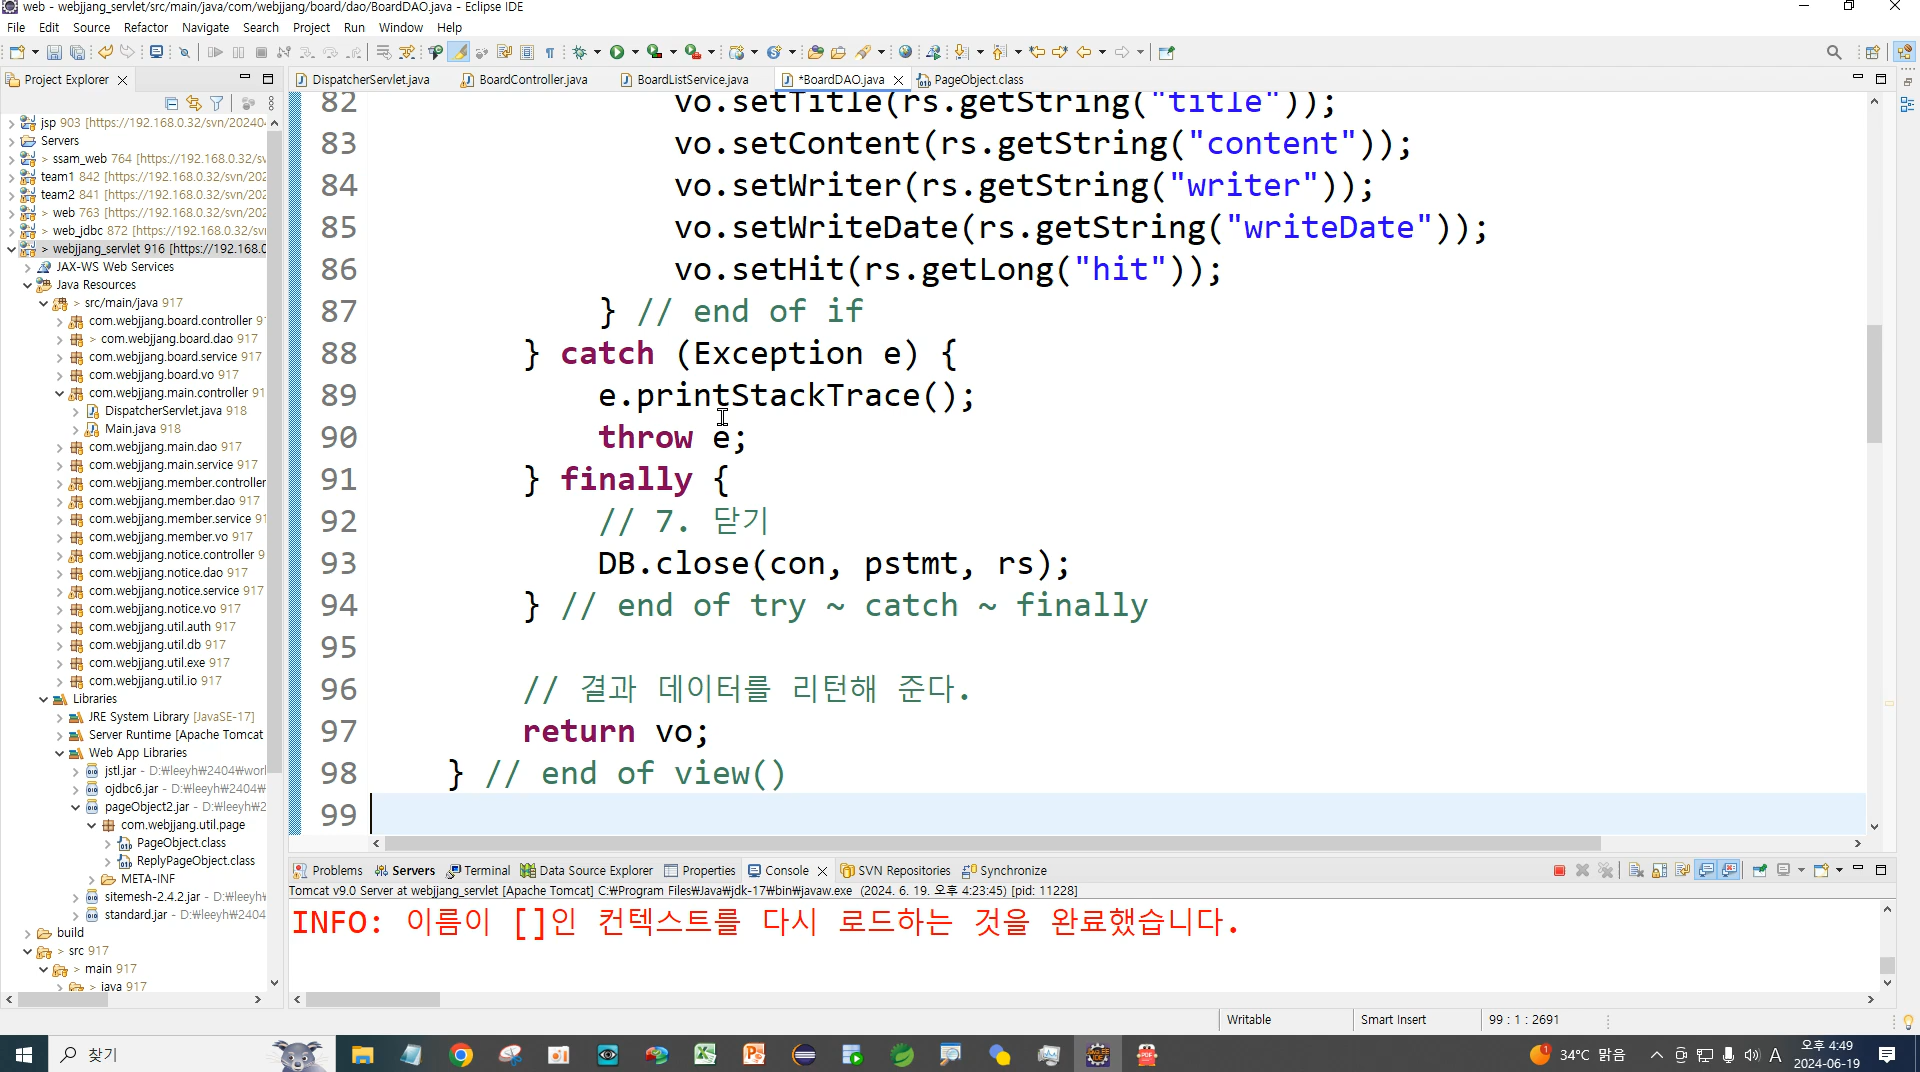 web - webjjang_servlet/src/main/java/com/webjjang/board/dao/BoardDAO.java - Eclipse IDE
File Edit Source Refactor Navigate Search Project Run Window Help
Project Explorer
DispatcherServlet.java BoardController.java BoardListService.java *BoardDAO.java PageObject.class
jsp 903 [https://192.168.0.32/svn/20240
Servers
> ssam_web 764 [https://192.168.0.32/sv
team1 842 [https://192.168.0.32/svn/202
team2 841 [https://192.168.0.32/svn/202
> web 763 [https://192.168.0.32/svn/202
> web_jdbc 872 [https://192.168.0.32/sv
> webjjang_servlet 916 [https://192.168.0
JAX-WS Web Services
Java Resources
> src/main/java 917
com.webjjang.board.controller 9
> com.webjjang.board.dao 917
com.webjjang.board.service 917
com.webjjang.board.vo 917
com.webjjang.main.controller 91
DispatcherServlet.java 918
Main.java 918
com.webjjang.main.dao 917
com.webjjang.main.service 917
com.webjjang.member.controller
com.webjjang.member.dao 917
com.webjjang.member.service 91
com.webjjang.member.vo 917
com.webjjang.notice.controller 9
com.webjjang.notice.dao 917
com.webjjang.notice.service 917
com.webjjang.notice.vo 917
com.webjjang.util.auth 917
com.webjjang.util.db 917
com.webjjang.util.exe 917
com.webjjang.util.io 917
Libraries
JRE System Library [JavaSE-17]
Server Runtime [Apache Tomcat
Web App Libraries
jstl.jar - D:₩leeyh₩2404₩worl
ojdbc6.jar - D:₩leeyh₩2404₩
pageObject2.jar - D:₩leeyh₩2
com.webjjang.util.page
PageObject.class
ReplyPageObject.class
META-INF
sitemesh-2.4.2.jar - D:₩leeyh₩
standard.jar - D:₩leeyh₩2404
build
> src 917
> main 917
> java 917
82 vo.setTitle(rs.getString("title"));
83 vo.setContent(rs.getString("content"));
84 vo.setWriter(rs.getString("writer"));
85 vo.setWriteDate(rs.getString("writeDate"));
86 vo.setHit(rs.getLong("hit"));
87 } // end of if
88 } catch (Exception e) {
89 e.printStackTrace();
90 throw e;
91 } finally {
92 // 7. 닫기
93 DB.close(con, pstmt, rs);
94 } // end of try ~ catch ~ finally
95
96 // 결과 데이터를 리턴해 준다.
97 return vo;
98 } // end of view()
99
Problems Servers Terminal Data Source Explorer Properties Console SVN Repositories Synchronize
Tomcat v9.0 Server at webjjang_servlet [Apache Tomcat] C:₩Program Files₩Java₩jdk-17₩bin₩javaw.exe (2024. 6. 19. 오후 4:23:45) [pid: 11228]
INFO: 이름이 []인 컨텍스트를 다시 로드하는 것을 완료했습니다.
Writable Smart Insert 99 : 1 : 2691
찾기
34°C 맑음
A
오후 4:49
2024-06-19